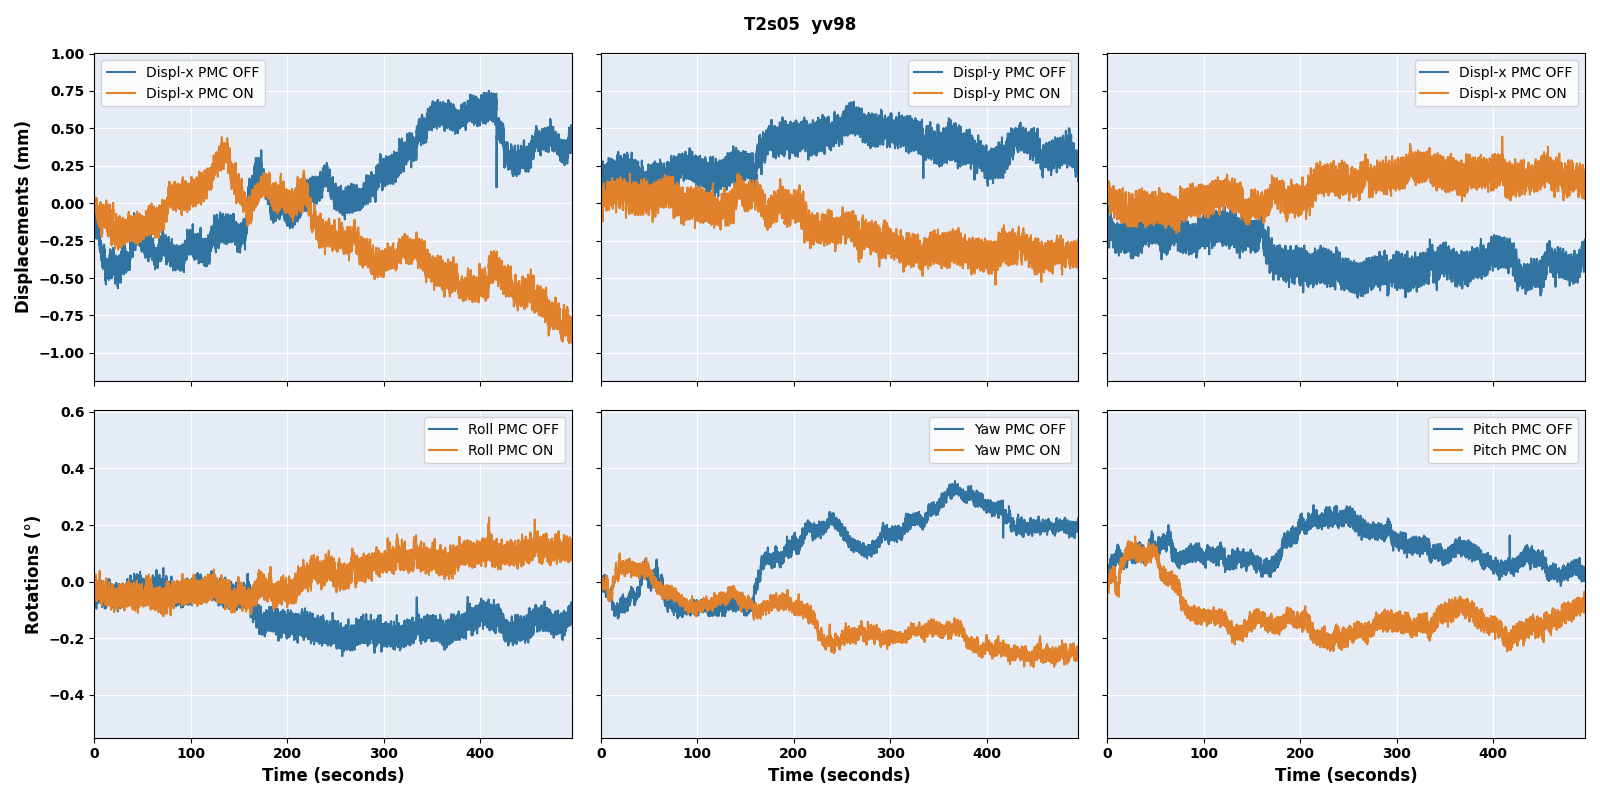 T2s05 yv98
Displacements (mm)
1.00
0.75
0.50
0.25
0.00
−0.25
−0.50
−0.75
−1.00
Displ-x PMC OFF
Displ-x PMC ON
Displ-y PMC OFF
Displ-y PMC ON
Displ-x PMC OFF
Displ-x PMC ON
Rotations (°)
0.6
0.4
0.2
0.0
−0.2
−0.4
Roll PMC OFF
Roll PMC ON
Yaw PMC OFF
Yaw PMC ON
Pitch PMC OFF
Pitch PMC ON
0 100 200 300 400
0 100 200 300 400
0 100 200 300 400
Time (seconds)
Time (seconds)
Time (seconds)